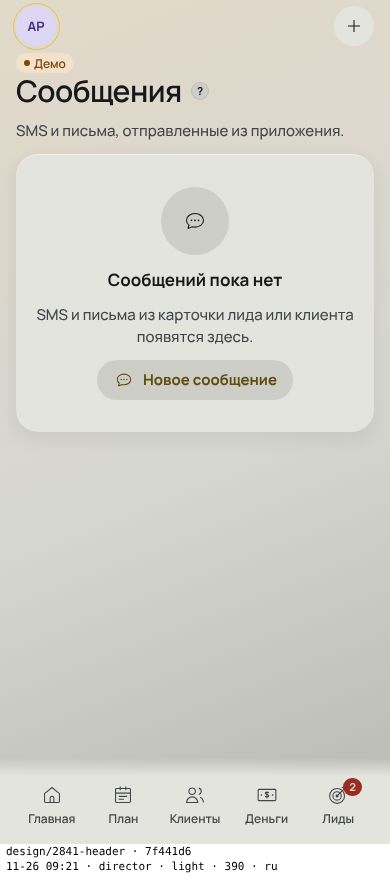 АР
Демо
Сообщения ?
SMS и письма, отправленные из приложения.
Сообщений пока нет
SMS и письма из карточки лида или клиента
появятся здесь.
Новое сообщение
2
Главная План Клиенты Деньги Лиды
design/2841-header · 7f441d6
11-26 09:21 · director · light · 390 · ru